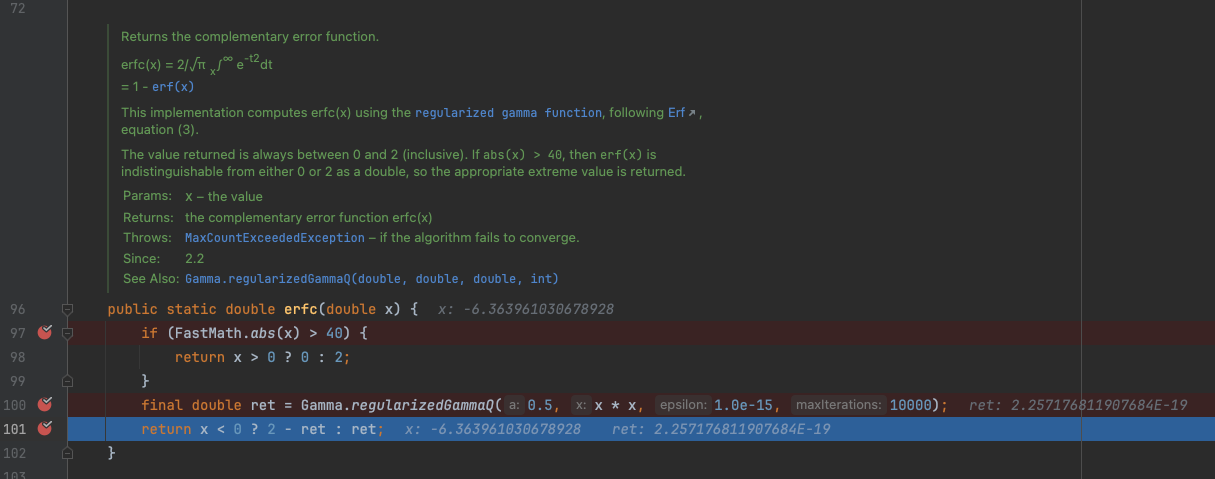 72
Returns the complementary error function.
erfc(x) = 2/√π ₓ∫^∞ e^-t2 dt
= 1 - erf(x)
This implementation computes erfc(x) using the regularized gamma function, following Erf↗,
equation (3).
The value returned is always between 0 and 2 (inclusive). If abs(x) > 40, then erf(x) is
indistinguishable from either 0 or 2 as a double, so the appropriate extreme value is returned.
Params: x – the value
Returns: the complementary error function erfc(x)
Throws: MaxCountExceededException – if the algorithm fails to converge.
Since: 2.2
See Also: Gamma.regularizedGammaQ(double, double, double, int)
96 public static double erfc(double x) { x: -6.363961030678928
97 if (FastMath.abs(x) > 40) {
98 return x > 0 ? 0 : 2;
99 }
100 final double ret = Gamma.regularizedGammaQ( a: 0.5, x: x * x, epsilon: 1.0e-15, maxIterations: 10000); ret: 2.257176811907684E-19
101 return x < 0 ? 2 - ret : ret; x: -6.363961030678928 ret: 2.257176811907684E-19
102 }
103